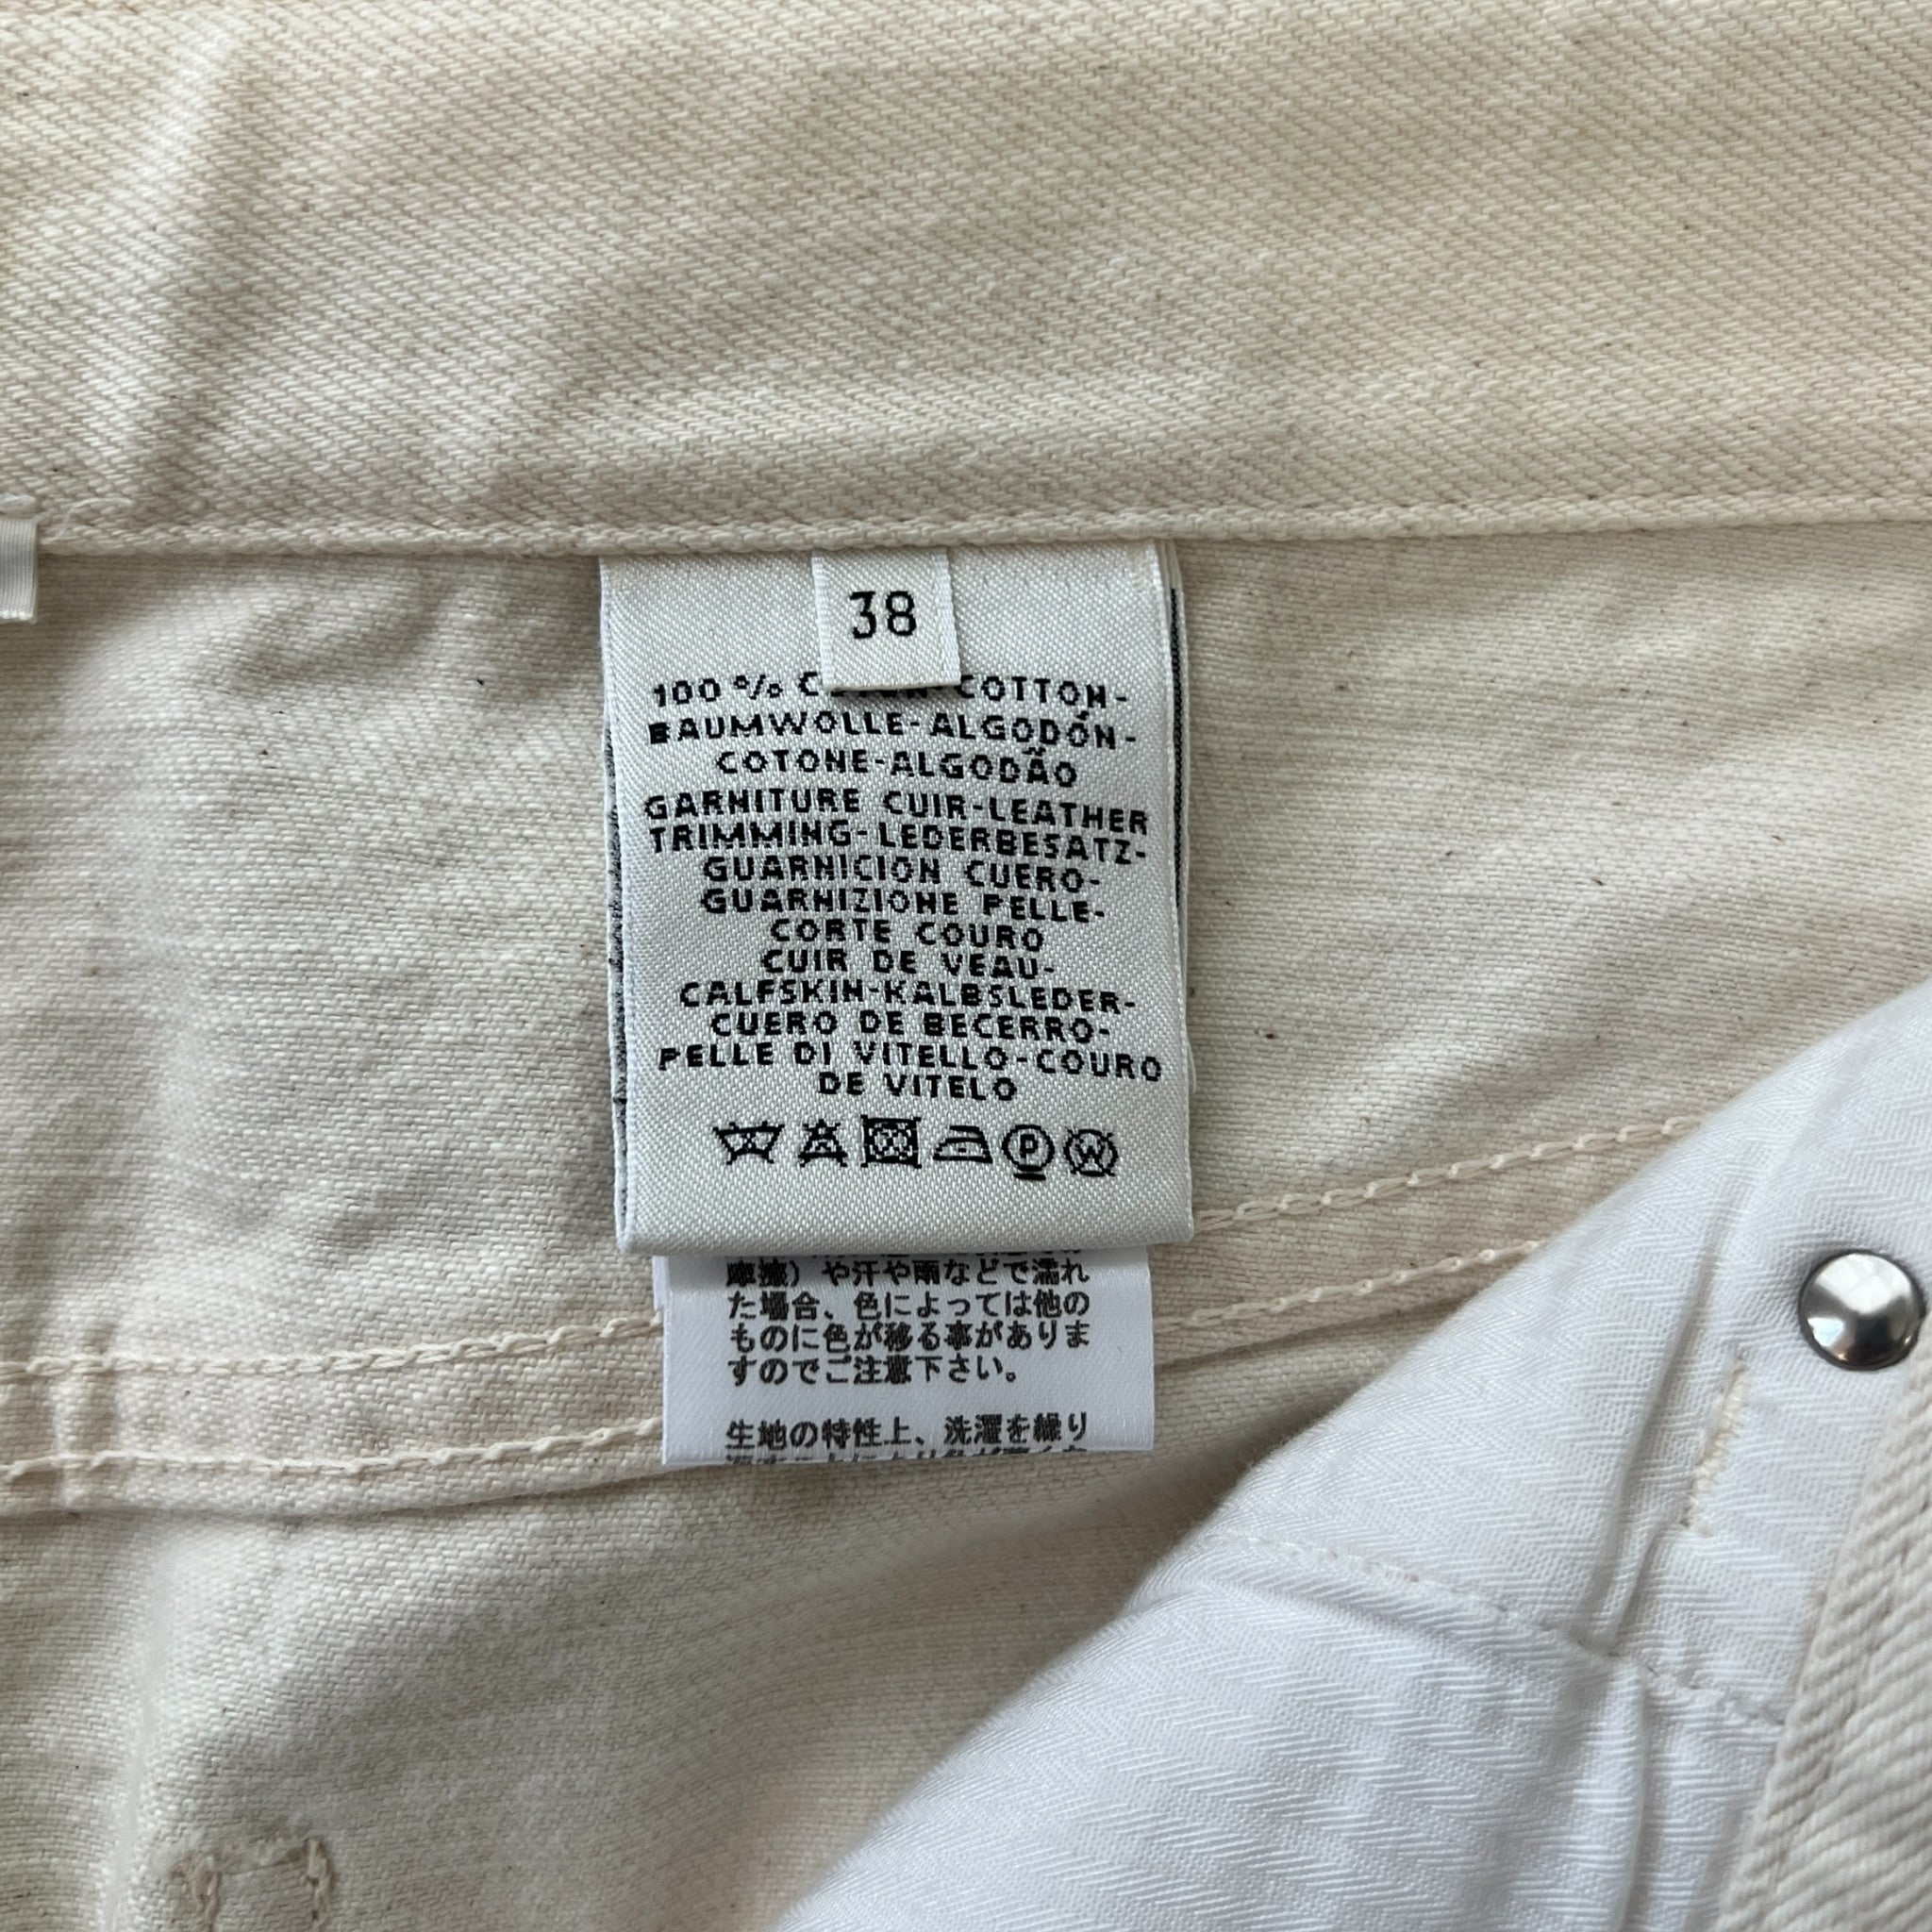 38
100 % COTTON-
BAUMWOLLE-ALGODÓN-
COTONE-ALGODÃO
GARNITURE CUIR-LEATHER
TRIMMING-LEDERBESATZ-
GUARNICION CUERO-
GUARNIZIONE PELLE-
CORTE COURO
CUIR DE VEAU-
CALFSKIN-KALBSLEDER-
CUERO DE BECERRO-
PELLE DI VITELLO-COURO
DE VITELO
P W
摩擦）や汗や雨などで濡れ
た場合、色によっては他の
ものに色が移る事がありま
すのでご注意下さい。
生地の特性上、洗濯を繰り